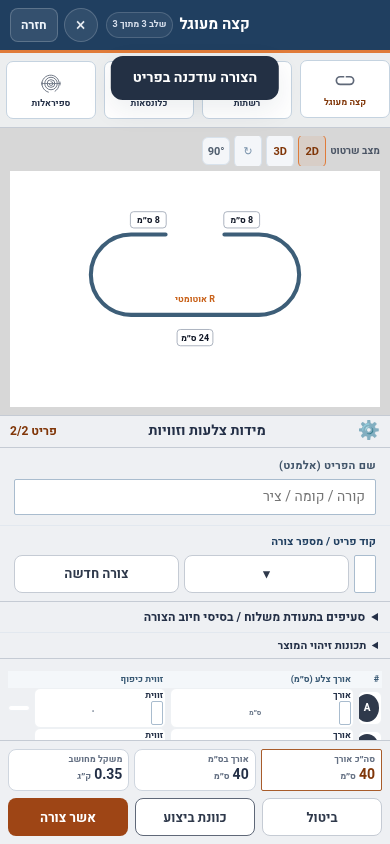 קצה מעוגל
שלב 3 מתוך 3
×
חזרה
הצורה עודכנה בפריט
קצה מעוגל
רשתות
כלונסאות
ספיראלות
מצב שרטוט
2D
3D
↻
90°
8 ס״מ
8 ס״מ
R אוטומטי
24 ס״מ
מידות צלעות וזוויות
פריט 2/2
שם הפריט (אלמנט)
קורה / קומה / ציר
קוד פריט / מספר צורה
▼
צורה חדשה
◀ סעיפים בתעודת משלוח / בסיסי חיוב הצורה
◀ תכונות זיהוי המוצר
#
אורך צלע (ס״מ)
זווית כיפוף
A
אורך
ס״מ
זווית
°
אורך
זווית
סה״כ אורך
40 ס״מ
אורך בס״מ
40 ס״מ
משקל מחושב
0.35 ק״ג
ביטול
כוונת ביצוע
אשר צורה